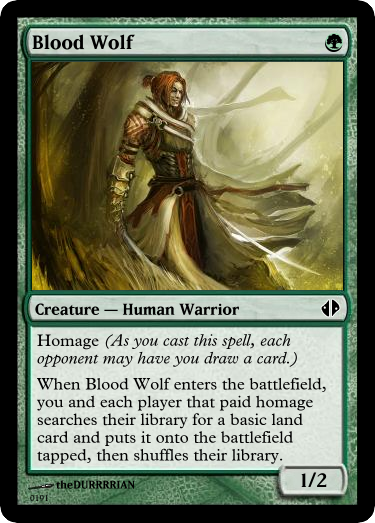 Blood Wolf
Creature — Human Warrior
Homage (As you cast this spell, each
opponent may have you draw a card.)
When Blood Wolf enters the battlefield,
you and each player that paid homage
searches their library for a basic land
card and puts it onto the battlefield
tapped, then shuffles their library.
1/2
theDURRRRIAN
0191